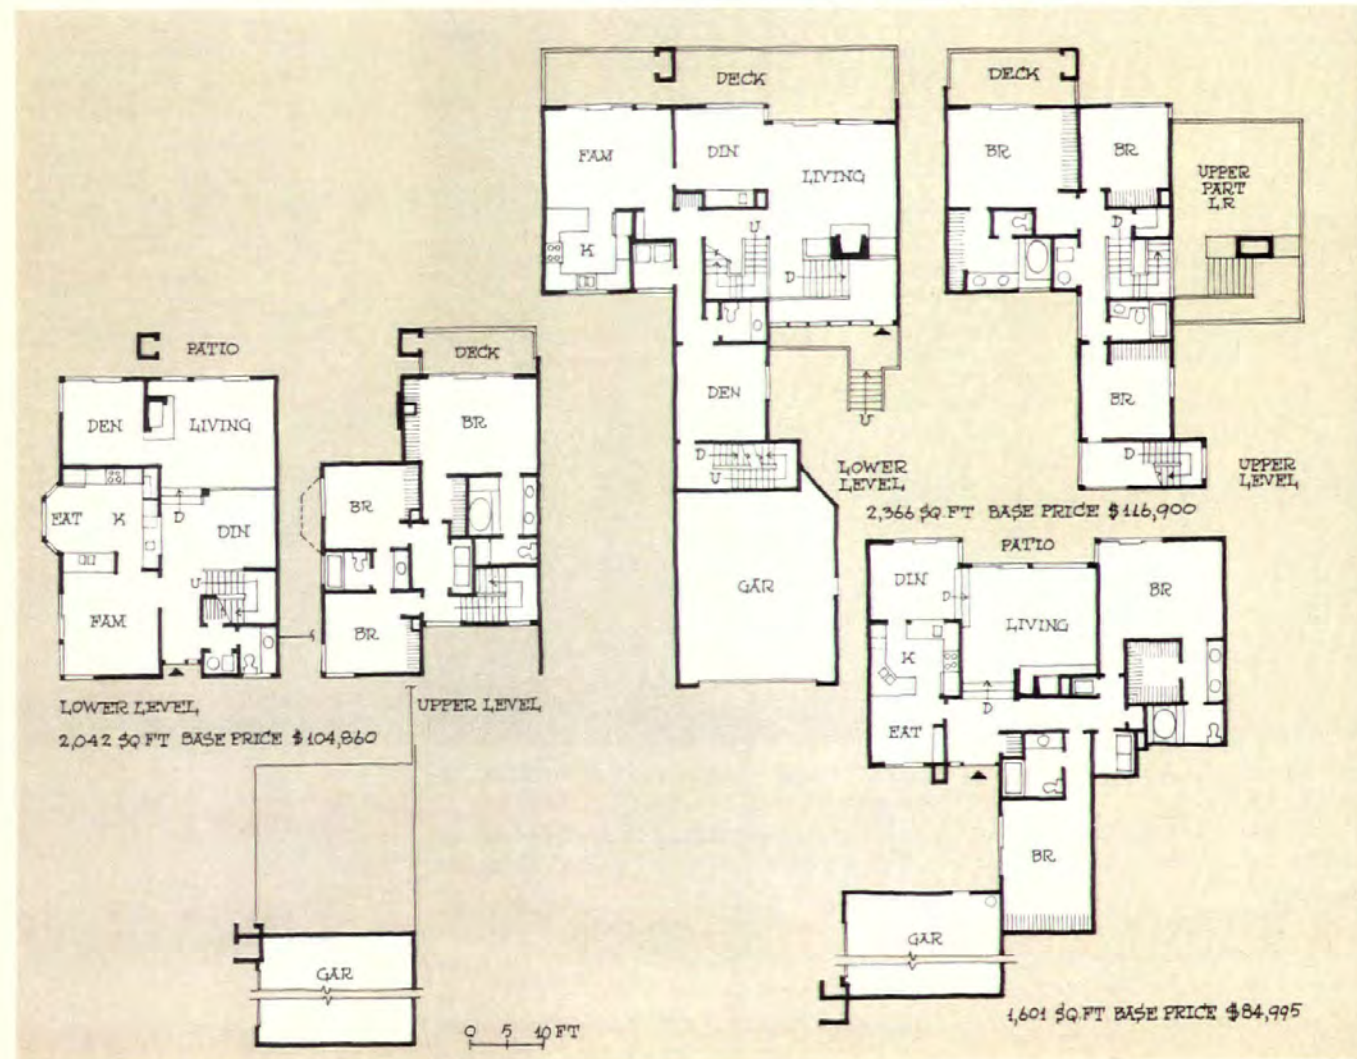 PATIO
DEN
LIVING
EAT
K
D
DIN
U
FAM
LOWER LEVEL
2,042 SQ FT BASE PRICE $104,860
DECK
BR
BR
BR
UPPER LEVEL
GAR
0 5 10 FT
DECK
FAM
DIN
LIVING
U
K
D
DEN
U
D
U
LOWER
LEVEL
GAR
DECK
BR
BR
UPPER
PART
LR
D
BR
D
UPPER
LEVEL
2,366 SQ.FT BASE PRICE $116,900
PATIO
DIN
D
LIVING
BR
K
D
EAT
BR
GAR
1,601 SQ.FT BASE PRICE $84,995